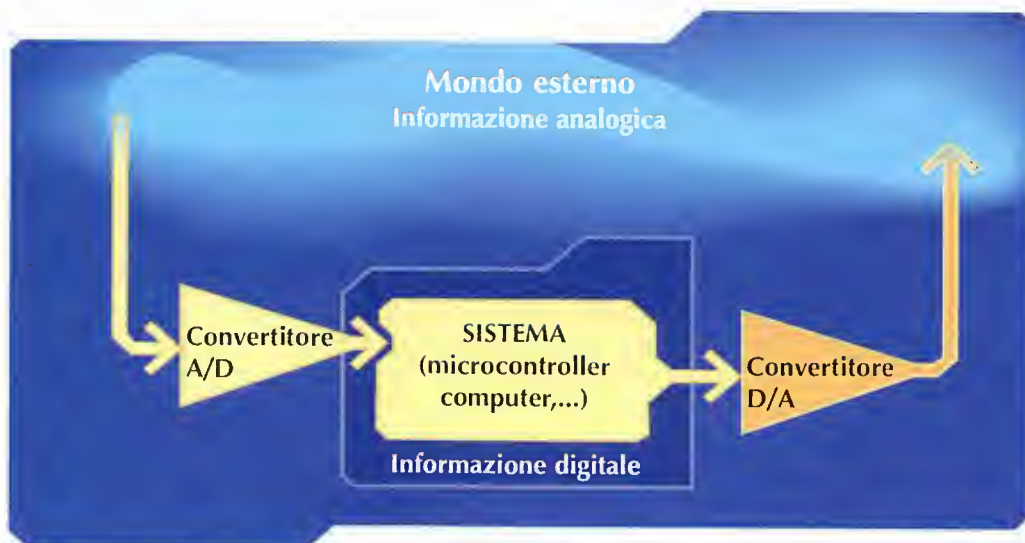 Mondo esterno
Informazione analogica
Convertitore
A/D
SISTEMA
(microcontroller
computer,...)
Convertitore
D/A
Informazione digitale